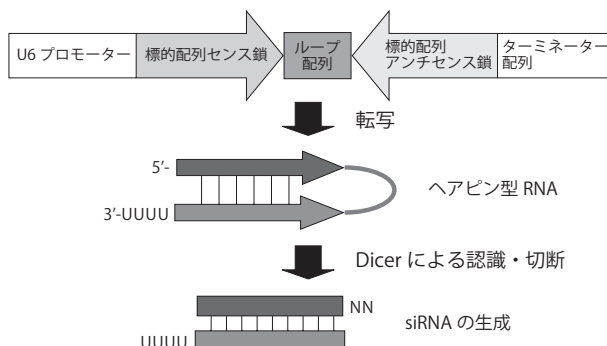 U6 プロモーター
標的配列センス鎖
ループ
配列
標的配列
アンチセンス鎖
ターミネーター
配列
転写
5’-
ヘアピン型 RNA
3’-UUUU
Dicer による認識・切断
NN
siRNA の生成
UUUU